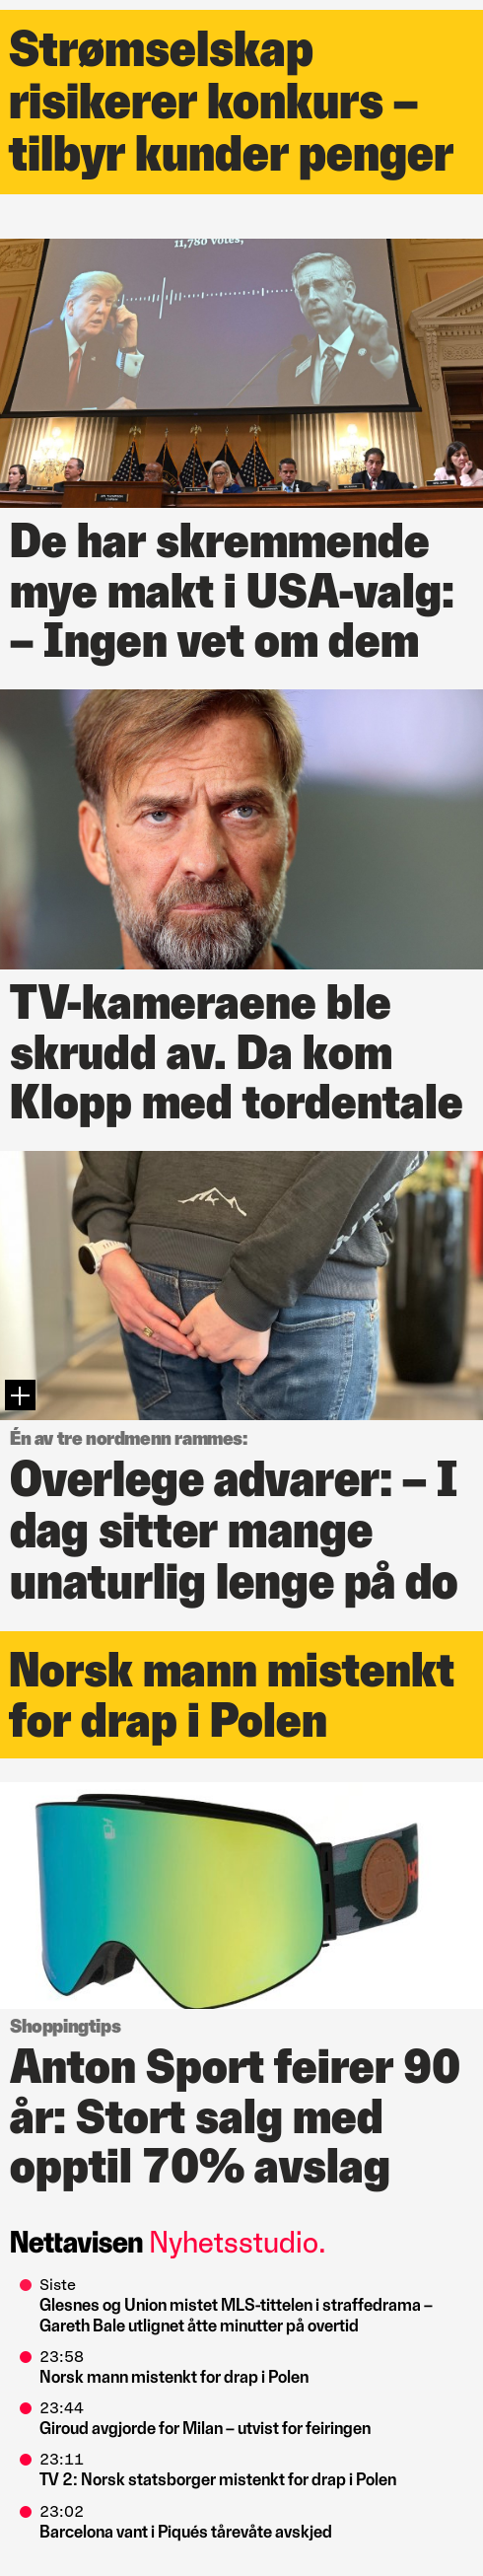 Strømselskap
risikerer konkurs –
tilbyr kunder penger
11,780 votes,
De har skremmende
mye makt i USA-valg:
– Ingen vet om dem
TV-kameraene ble
skrudd av. Da kom
Klopp med tordentale
Én av tre nordmenn rammes:
Overlege advarer: – I
dag sitter mange
unaturlig lenge på do
Norsk mann mistenkt
for drap i Polen
Shoppingtips
Anton Sport feirer 90
år: Stort salg med
opptil 70% avslag
Nettavisen Nyhetsstudio.
Siste
Glesnes og Union mistet MLS-tittelen i straffedrama –
Gareth Bale utlignet åtte minutter på overtid
23:58
Norsk mann mistenkt for drap i Polen
23:44
Giroud avgjorde for Milan – utvist for feiringen
23:11
TV 2: Norsk statsborger mistenkt for drap i Polen
23:02
Barcelona vant i Piqués tårevåte avskjed